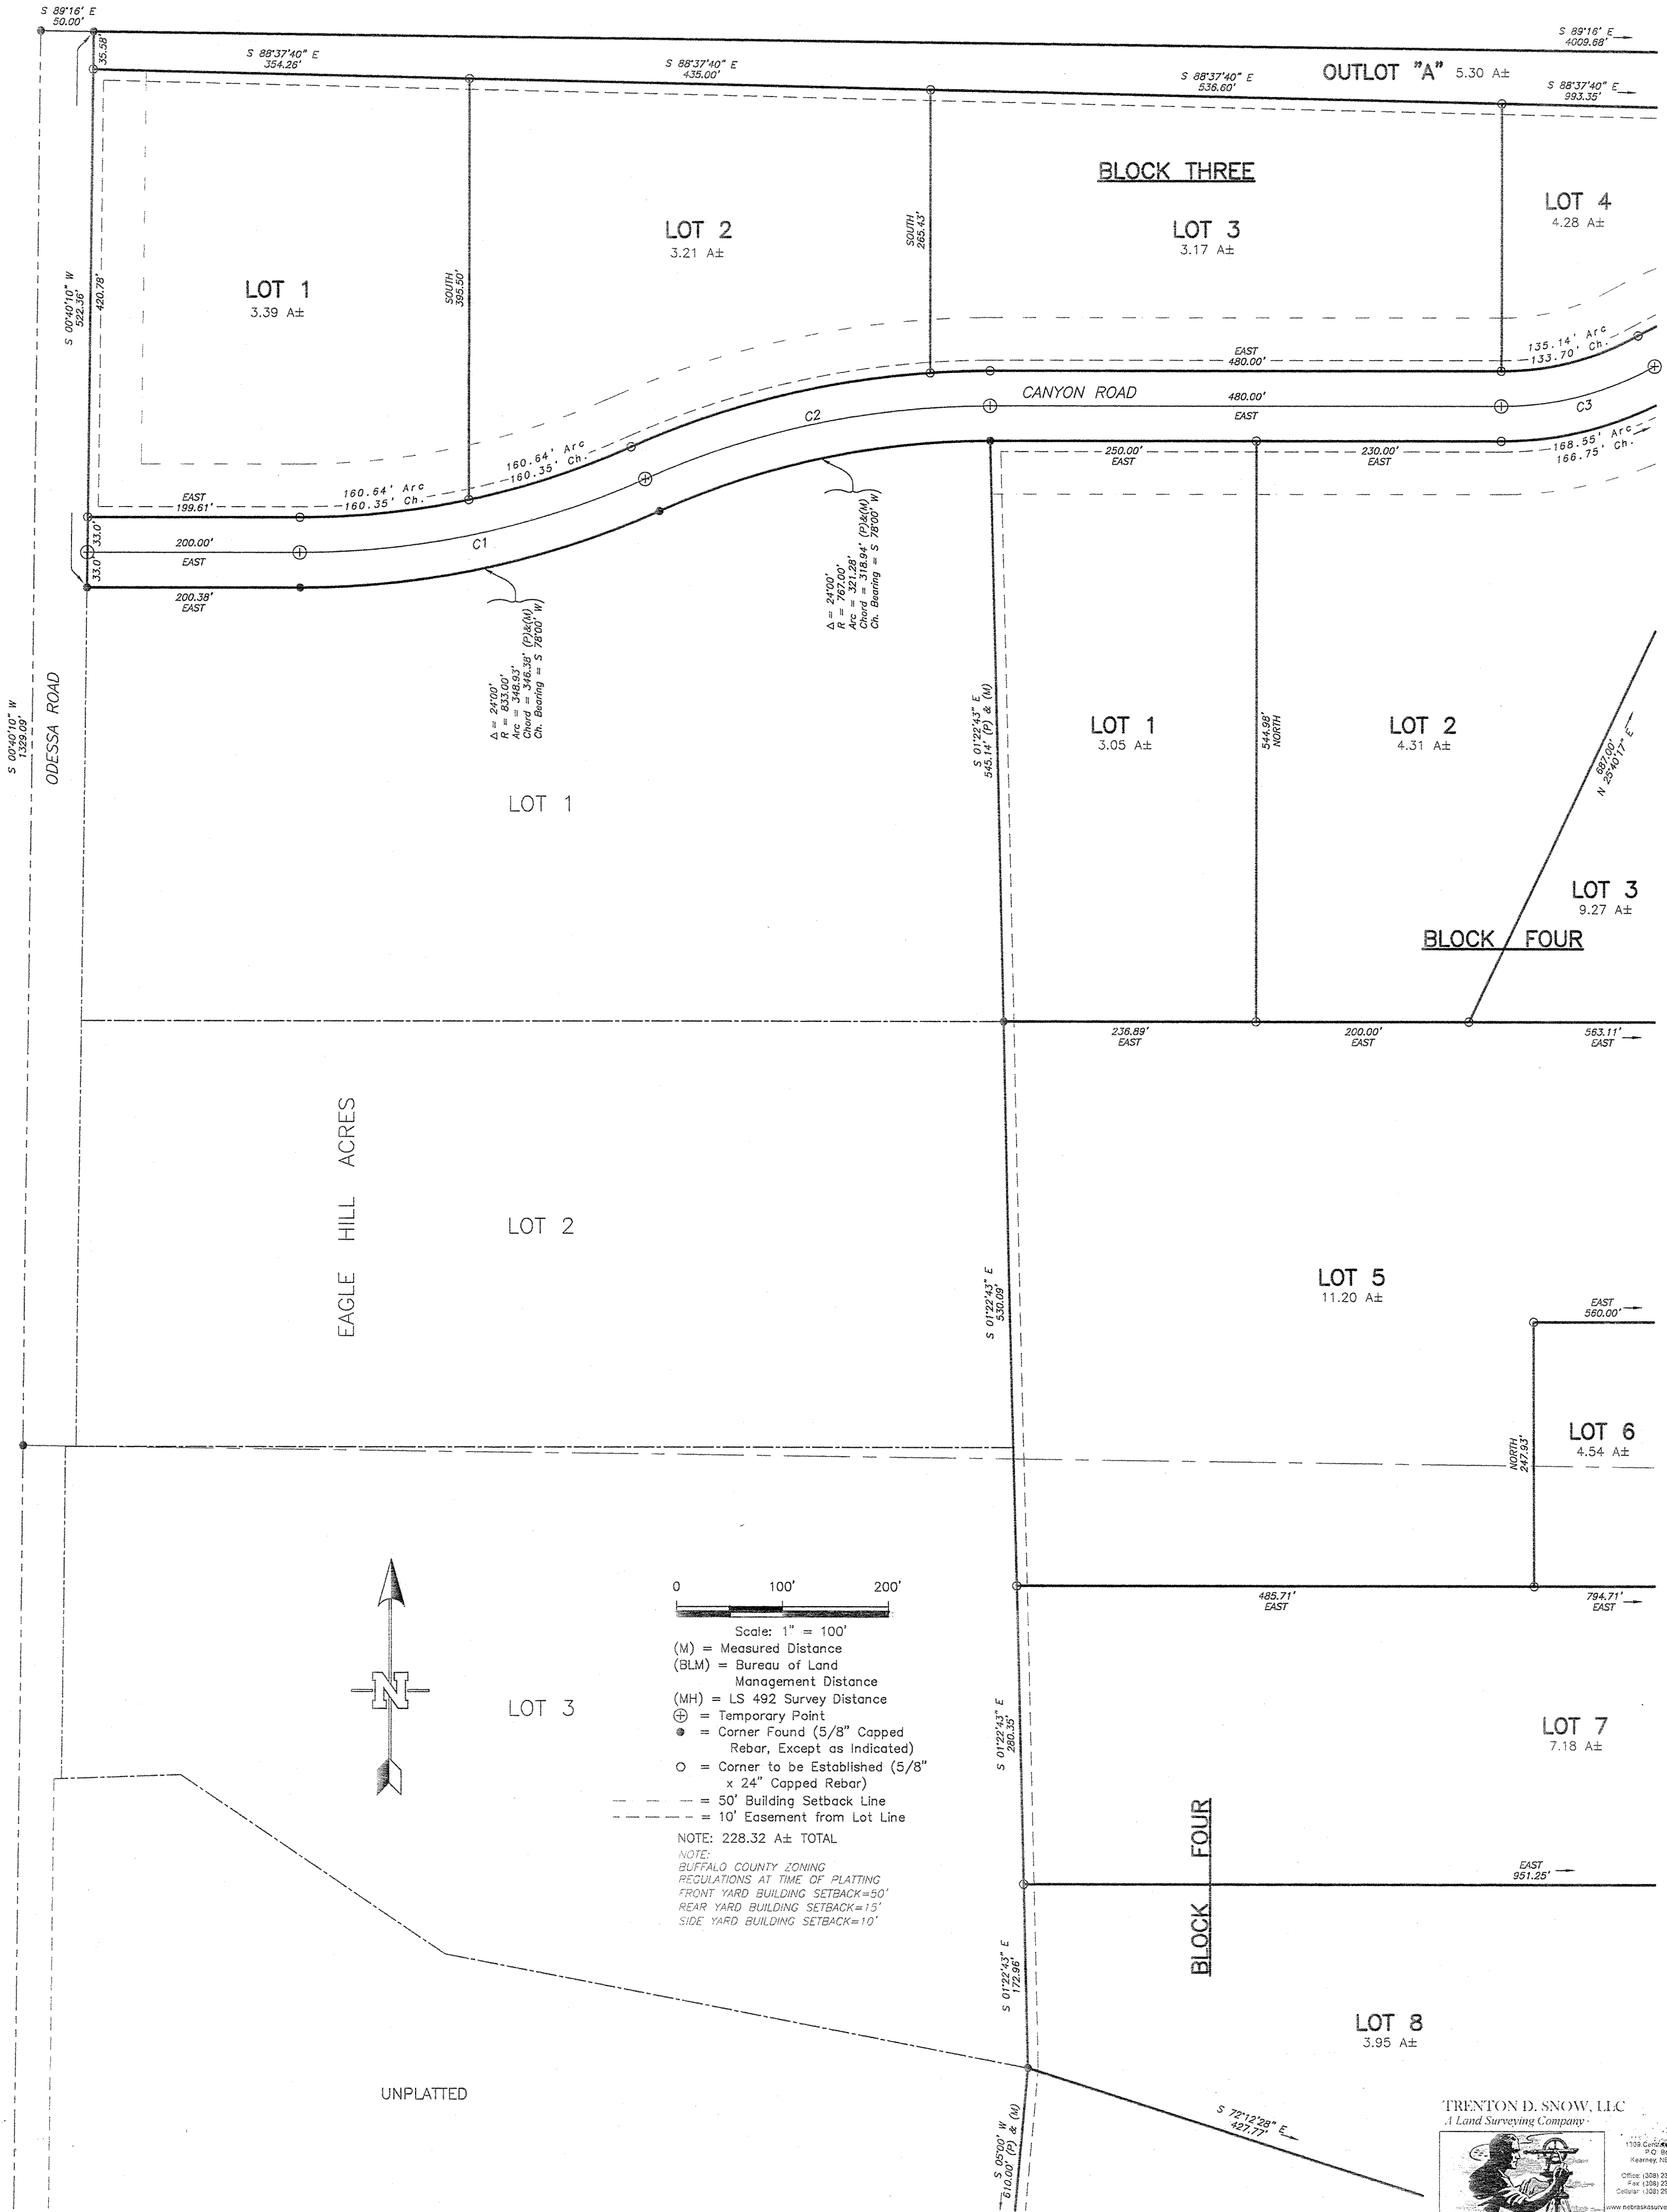 S 89°16' E
50.00'
S 89°16' E
4009.68'
35.58'
S 88°37'40" E
354.26'
S 88°37'40" E
435.00'
S 88°37'40" E
536.60'
OUTLOT "A" 5.30 A±
S 88°37'40" E
993.35'
BLOCK THREE
LOT 1
3.39 A±
LOT 2
3.21 A±
LOT 3
3.17 A±
LOT 4
4.28 A±
S 00°40'10" W
522.36'
420.78'
SOUTH
395.50'
SOUTH
265.43'
EAST
480.00'
135.14' Arc
133.70' Ch.
CANYON ROAD
480.00'
EAST
C2
C3
160.64' Arc
160.35' Ch.
160.64' Arc
160.35' Ch.
EAST
199.61'
33.0'
33.0'
200.00'
EAST
C1
200.38'
EAST
250.00'
EAST
230.00'
EAST
168.55' Arc
166.75' Ch.
Δ = 24°00'
R = 833.00'
Arc = 348.93'
Chord = 346.38' (P)&(M)
Ch. Bearing = S 78°00' W
Δ = 24°00'
R = 767.00'
Arc = 321.28'
Chord = 318.94' (P)&(M)
Ch. Bearing = S 78°00' W
S 00°40'10" W
1329.09'
ODESSA ROAD
LOT 1
S 01°22'43" E
545.14' (P) & (M)
LOT 1
3.05 A±
544.98'
NORTH
LOT 2
4.31 A±
687.00'
N 25°40'17" E
LOT 3
9.27 A±
BLOCK FOUR
236.89'
EAST
200.00'
EAST
563.11'
EAST
EAGLE HILL ACRES
LOT 2
S 01°22'43" E
530.09'
LOT 5
11.20 A±
EAST
560.00'
NORTH
247.93'
LOT 6
4.54 A±
485.71'
EAST
794.71'
EAST
N
LOT 3
0 100' 200'
Scale: 1" = 100'
(M) = Measured Distance
(BLM) = Bureau of Land
Management Distance
(MH) = LS 492 Survey Distance
= Temporary Point
= Corner Found (5/8" Capped
Rebar, Except as Indicated)
= Corner to be Established (5/8"
x 24" Capped Rebar)
= 50' Building Setback Line
= 10' Easement from Lot Line
NOTE: 228.32 A± TOTAL
NOTE:
BUFFALO COUNTY ZONING
REGULATIONS AT TIME OF PLATTING
FRONT YARD BUILDING SETBACK=50'
REAR YARD BUILDING SETBACK=15'
SIDE YARD BUILDING SETBACK=10'
S 01°22'43" E
280.35'
LOT 7
7.18 A±
BLOCK FOUR
EAST
951.25'
S 01°22'43" E
172.96'
LOT 8
3.95 A±
UNPLATTED
S 05°00' W
610.00' (P) & (M)
S 72°12'28" E
427.77'
TRENTON D. SNOW, LLC
A Land Surveying Company
1309
P.O.
Kearney, NE
Office: (308)
Fax: (308)
Cellular: (308)